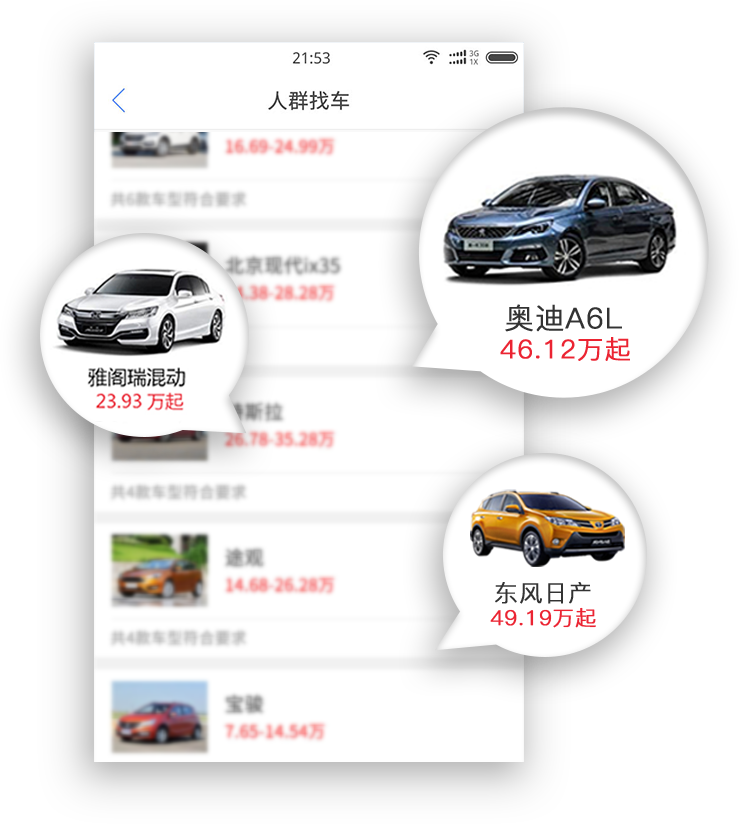 21:53
3G
1X
人群找车
16.69-24.99万
共6款车型符合要求
奥迪A6L
46.12万起
北京现代ix35
.38-28.28万
雅阁瑞混动
23.93 万起
斯拉
26.78-35.28万
共4款车型符合要求
途观
14.68-26.28万
共4款车型符合要求
东风日产
49.19万起
宝骏
7.65-14.54万